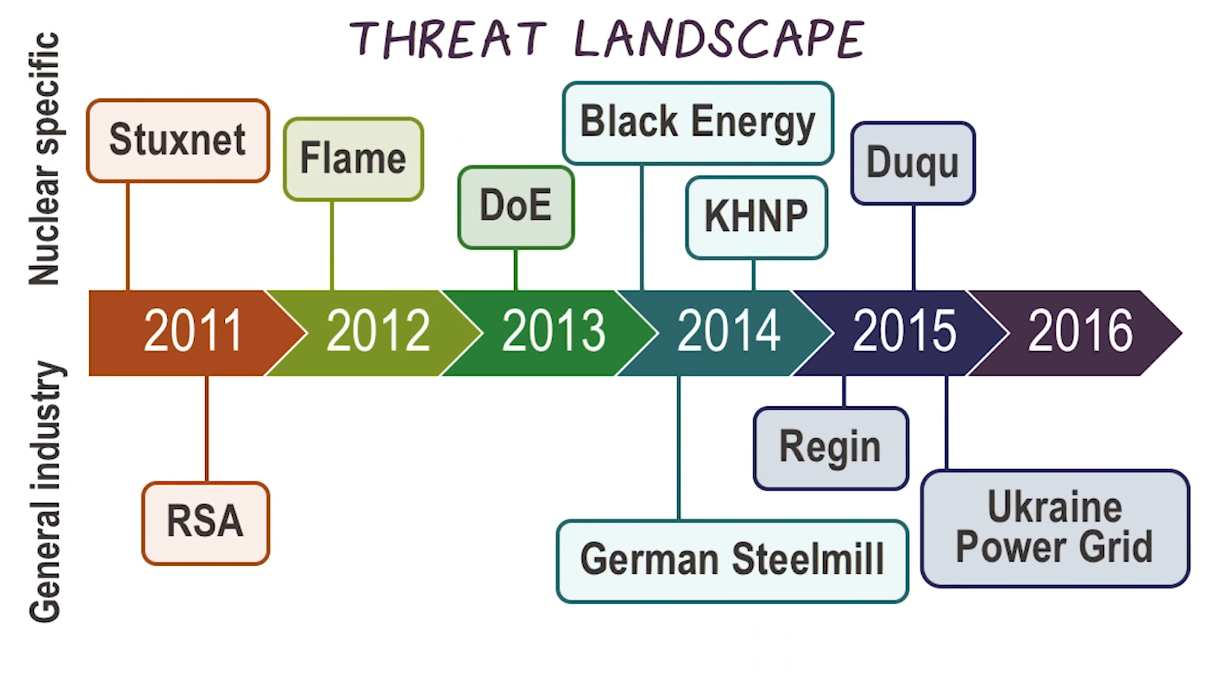 THREAT LANDSCAPE
Nuclear specific
Stuxnet
Flame
DoE
Black Energy
KHNP
Duqu
2011
2012
2013
2014
2015
2016
General industry
RSA
German Steelmill
Regin
Ukraine
Power Grid